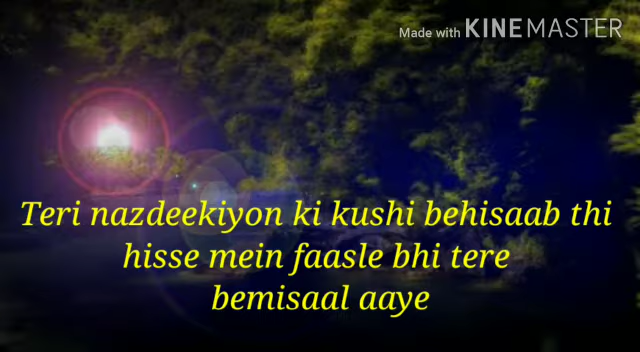 Made with KINEMASTER
Teri nazdeekiyon ki kushi behisaab thi
hisse mein faasle bhi tere
bemisaal aaye